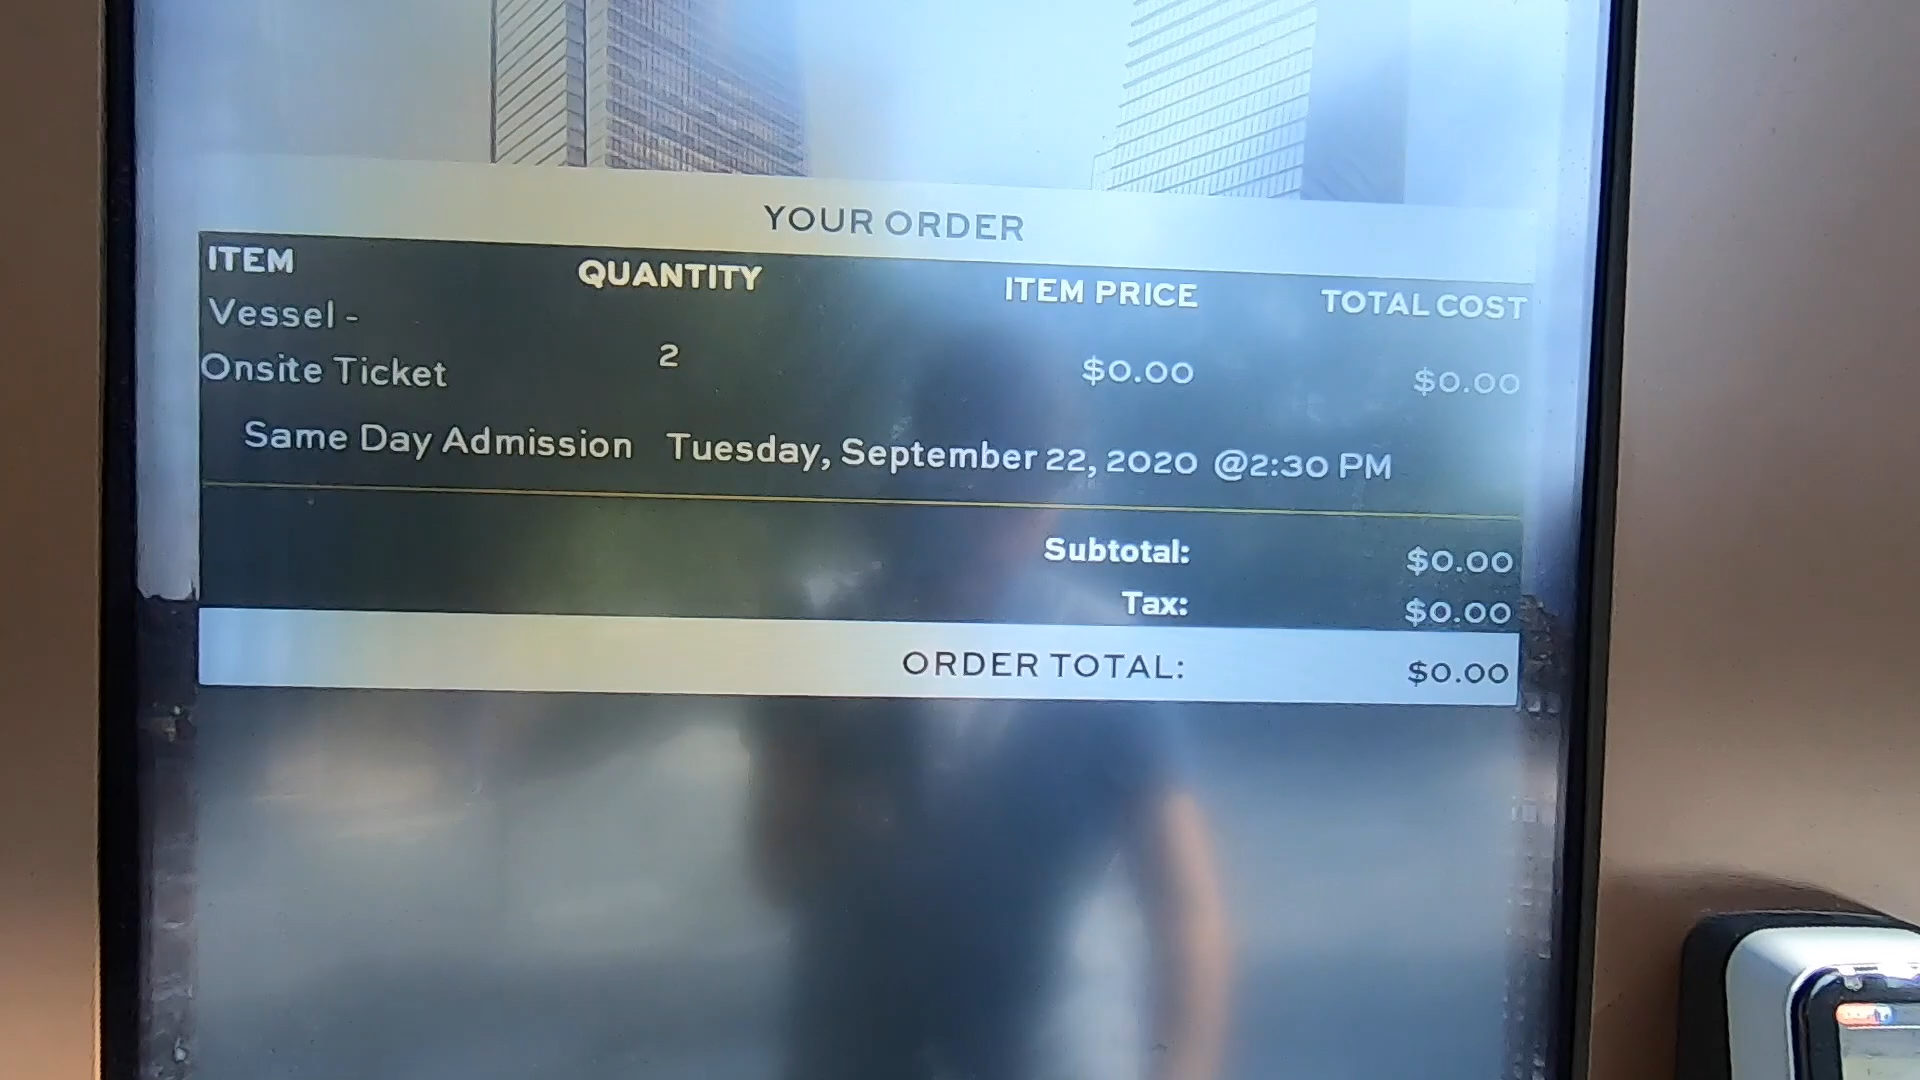 YOUR ORDER
ITEM QUANTITY ITEM PRICE TOTAL COST
Vessel -
Onsite Ticket 2 $0.00 $0.00
Same Day Admission Tuesday, September 22, 2020 @2:30 PM
Subtotal: $0.00
Tax: $0.00
ORDER TOTAL: $0.00